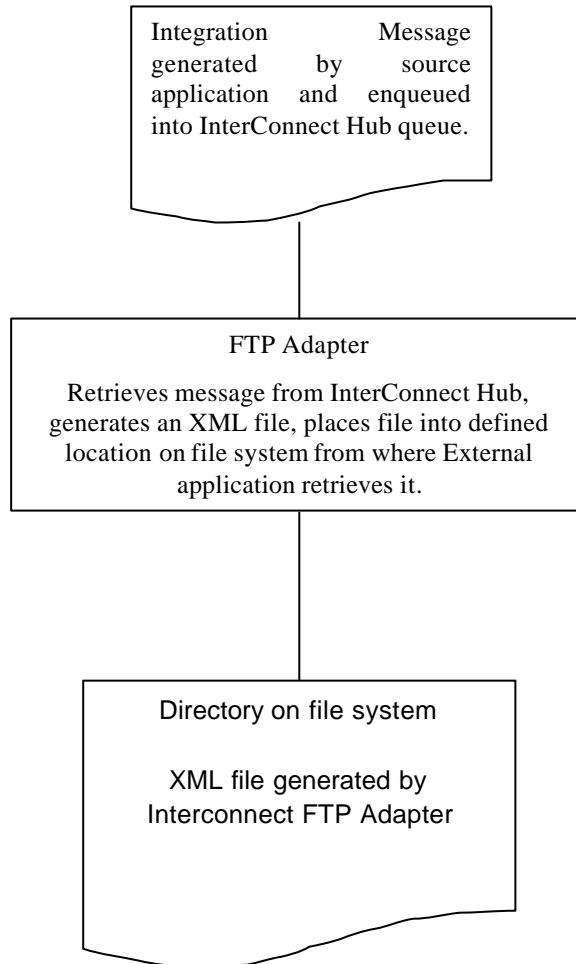 Integration Message
generated by source
application and enqueued
into InterConnect Hub queue.
FTP Adapter
Retrieves message from InterConnect Hub,
generates an XML file, places file into defined
location on file system from where External
application retrieves it.
Directory on file system
XML file generated by
Interconnect FTP Adapter